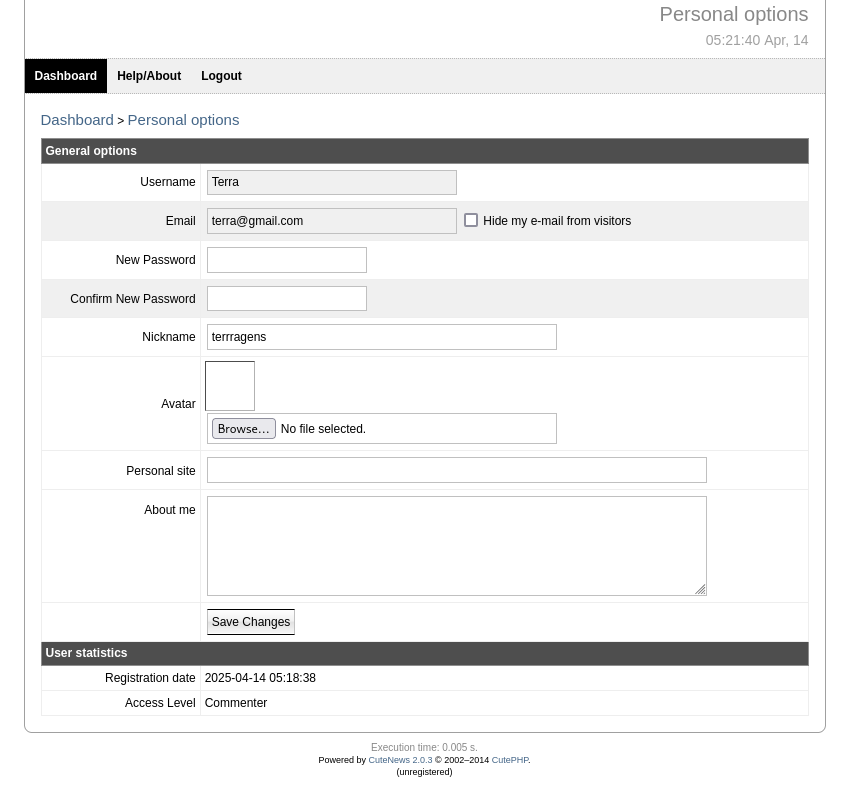 Personal options
05:21:40 Apr, 14
Dashboard Help/About Logout
Dashboard > Personal options
General options
Username Terra
Email terra@gmail.com Hide my e-mail from visitors
New Password
Confirm New Password
Nickname terrragens
Avatar
Browse... No file selected.
Personal site
About me
Save Changes
User statistics
Registration date 2025-04-14 05:18:38
Access Level Commenter
Execution time: 0.005 s.
Powered by CuteNews 2.0.3 © 2002–2014 CutePHP.
(unregistered)